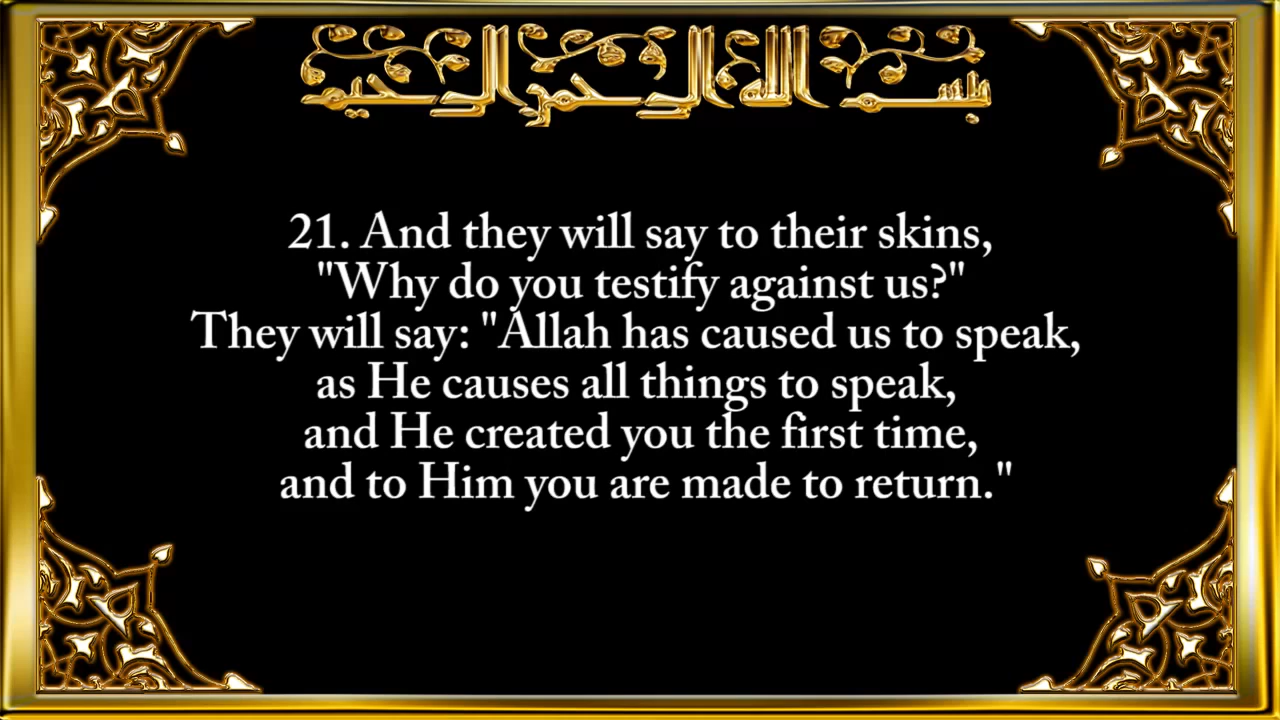 بسم الله الرحمن الرحيم
21. And they will say to their skins,
"Why do you testify against us?"
They will say: "Allah has caused us to speak,
as He causes all things to speak,
and He created you the first time,
and to Him you are made to return."